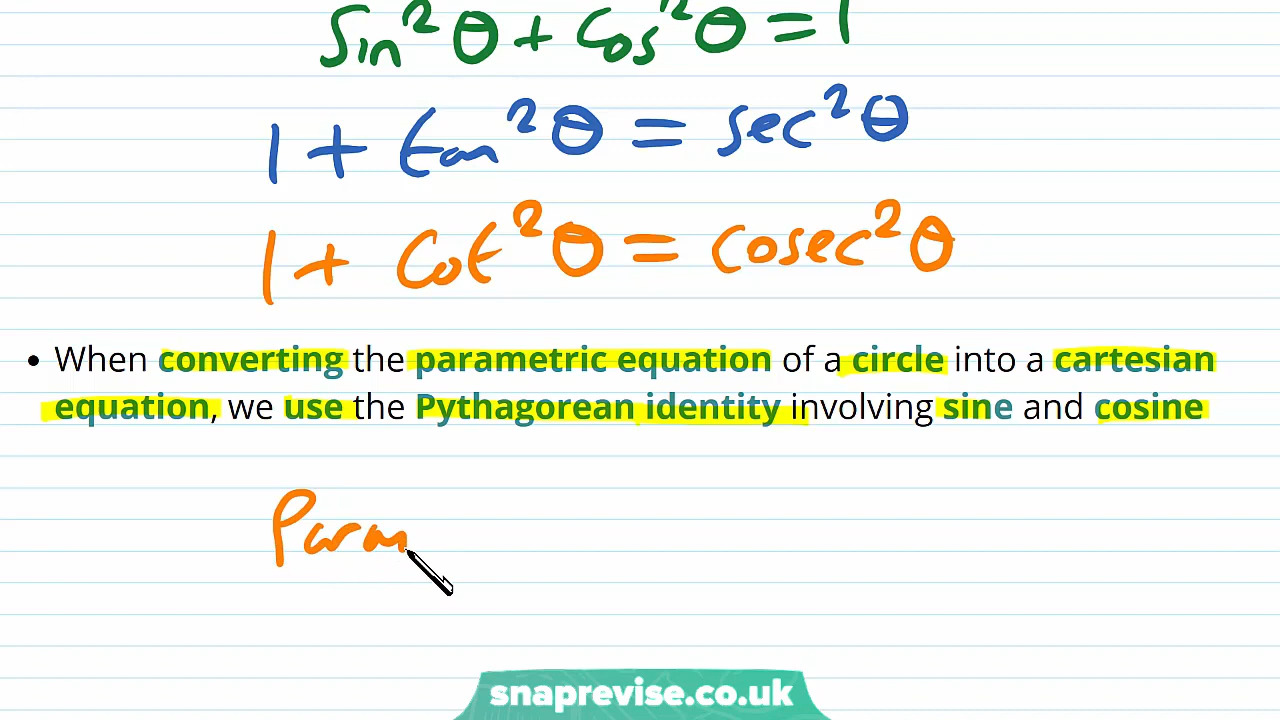 sin²θ + cos²θ = 1
1 + tan²θ = sec²θ
1 + cot²θ = cosec²θ
• When converting the parametric equation of a circle into a cartesian
equation, we use the Pythagorean identity involving sine and cosine
Param
snaprevise.co.uk